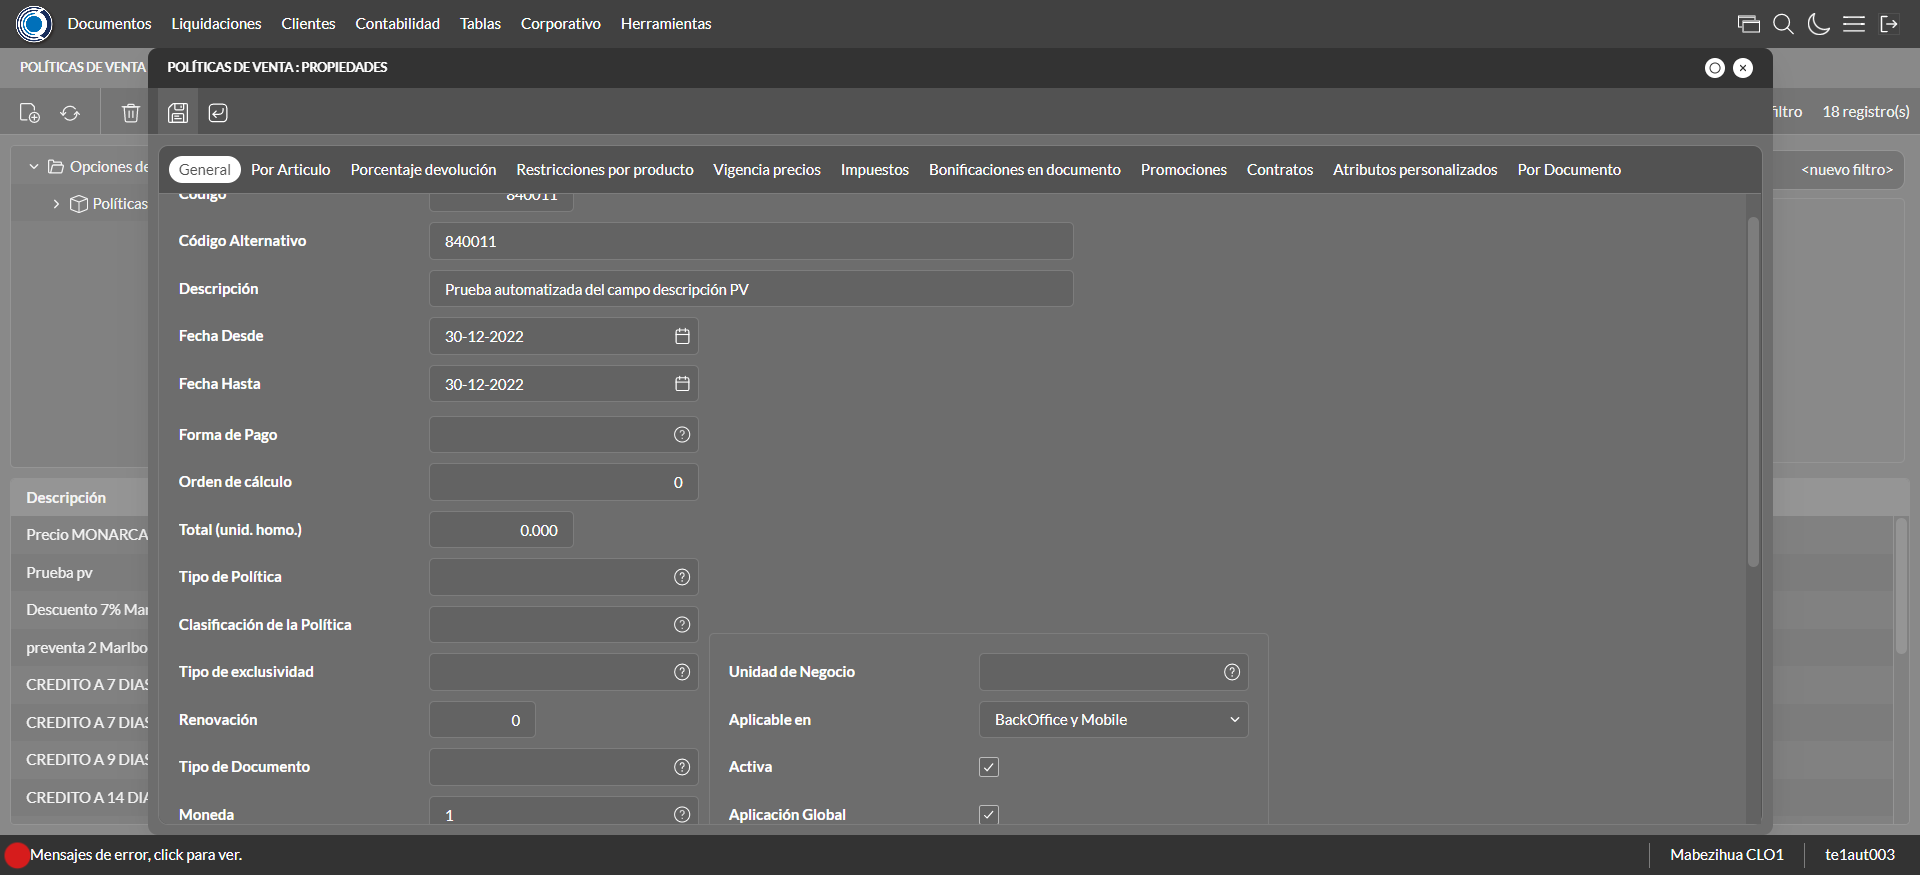 Documentos Liquidaciones Clientes Contabilidad Tablas Corporativo Herramientas
POLÍTICAS DE VENTA
POLÍTICAS DE VENTA : PROPIEDADES
18 registro(s)
Opciones de
Políticas
<nuevo filtro>
General Por Articulo Porcentaje devolución Restricciones por producto Vigencia precios Impuestos Bonificaciones en documento Promociones Contratos Atributos personalizados Por Documento
Código 840011
Código Alternativo 840011
Descripción Prueba automatizada del campo descripción PV
Fecha Desde 30-12-2022
Fecha Hasta 30-12-2022
Forma de Pago
Orden de cálculo 0
Total (unid. homo.) 0.000
Tipo de Política
Clasificación de la Política
Tipo de exclusividad
Unidad de Negocio
Renovación 0
Aplicable en BackOffice y Mobile
Tipo de Documento
Activa
Moneda 1
Aplicación Global
Descripción
Precio MONARCA
Prueba pv
Descuento 7% Mar
preventa 2 Marlbo
CREDITO A 7 DIAS
CREDITO A 7 DIAS
CREDITO A 9 DIAS
CREDITO A 14 DIA
Mensajes de error, click para ver.
Mabezihua CLO1
te1aut003